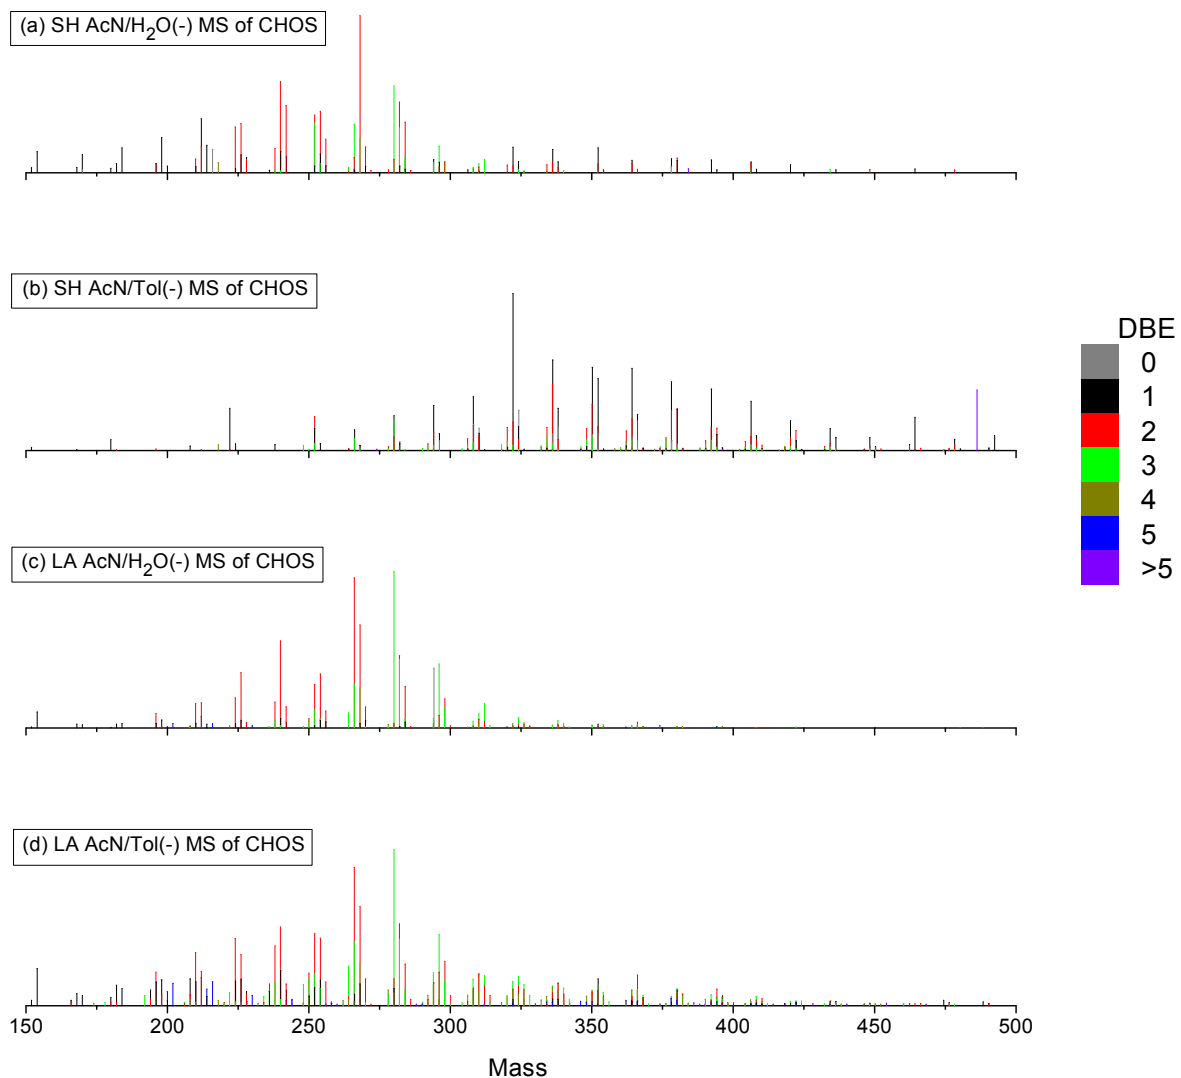 (a) SH AcN/H2O(-) MS of CHOS
(b) SH AcN/Tol(-) MS of CHOS
DBE
0
1
2
3
4
5
>5
(c) LA AcN/H2O(-) MS of CHOS
(d) LA AcN/Tol(-) MS of CHOS
150 200 250 300 350 400 450 500
Mass